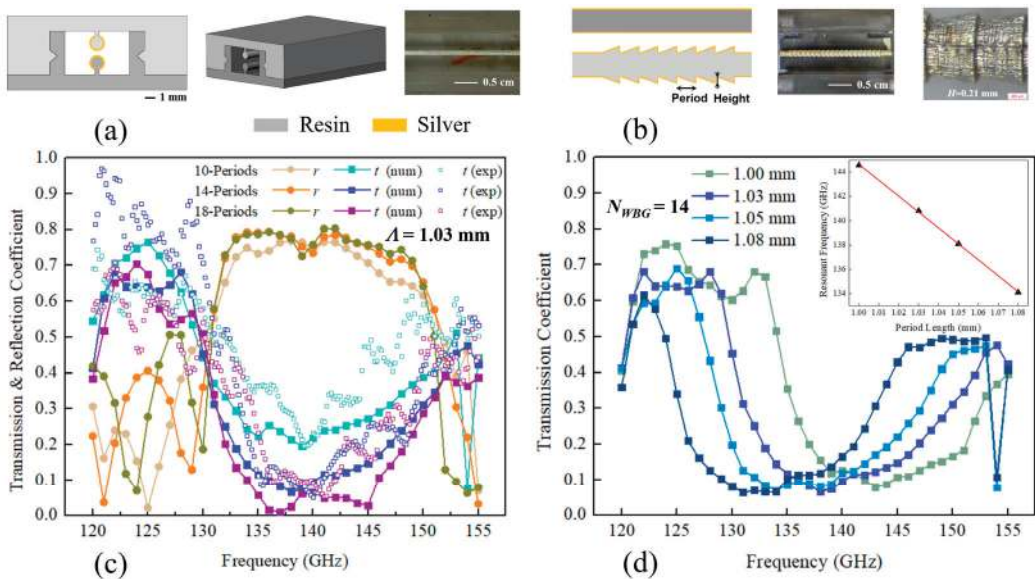 1 mm
0.5 cm
(a)
Period
Height
0.5 cm
H=0.21 mm
(b)
Resin
Silver
Transmission & Reflection Coefficient
1.0
0.9
0.8
0.7
0.6
0.5
0.4
0.3
0.2
0.1
0.0
10-Periods r t (num) t (exp)
14-Periods r t (num) t (exp)
18-Periods r t (num) t (exp)
Λ = 1.03 mm
120 125 130 135 140 145 150 155
Frequency (GHz)
(c)
Transmission Coefficient
1.0
0.9
0.8
0.7
0.6
0.5
0.4
0.3
0.2
0.1
0.0
N_WBG = 14
1.00 mm
1.03 mm
1.05 mm
1.08 mm
Resonant Frequency (GHz)
144
142
140
138
136
134
1.00 1.01 1.02 1.03 1.04 1.05 1.06 1.07 1.08
Period Length (mm)
120 125 130 135 140 145 150 155
Frequency (GHz)
(d)